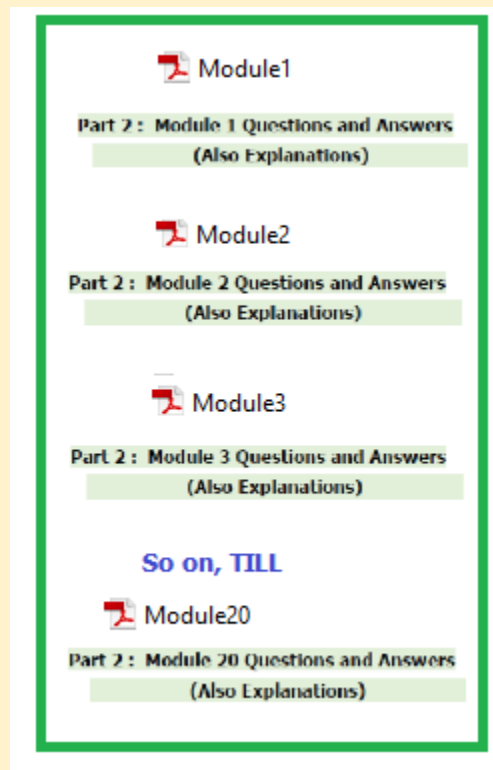 Module1
Part 2 : Module 1 Questions and Answers
(Also Explanations)
Module2
Part 2 : Module 2 Questions and Answers
(Also Explanations)
Module3
Part 2 : Module 3 Questions and Answers
(Also Explanations)
So on, TILL
Module20
Part 2 : Module 20 Questions and Answers
(Also Explanations)